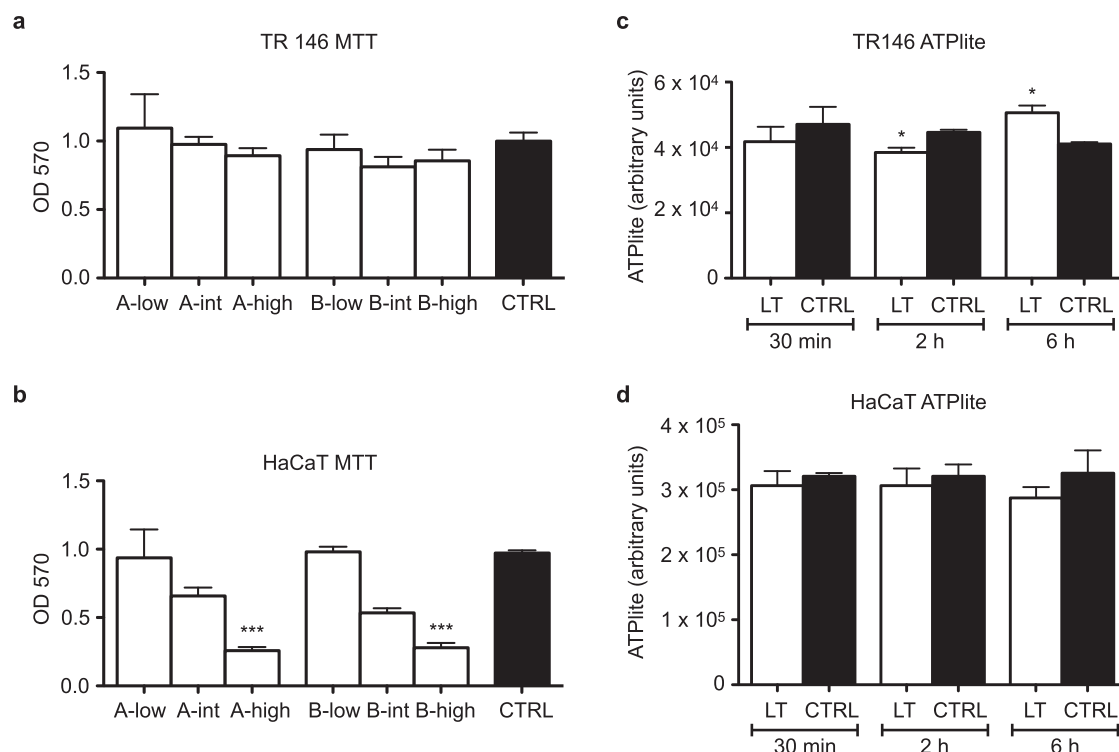 a
TR 146 MTT
OD 570
1.5
1.0
0.5
0.0
A-low A-int A-high B-low B-int B-high CTRL
b
HaCaT MTT
OD 570
1.5
1.0
0.5
0.0
*** ***
A-low A-int A-high B-low B-int B-high CTRL
c
TR146 ATPlite
ATPlite (arbitrary units)
6 x 10⁴
4 x 10⁴
2 x 10⁴
0
* *
LT CTRL LT CTRL LT CTRL
30 min 2 h 6 h
d
HaCaT ATPlite
ATPlite (arbitrary units)
4 x 10⁵
3 x 10⁵
2 x 10⁵
1 x 10⁵
0
LT CTRL LT CTRL LT CTRL
30 min 2 h 6 h